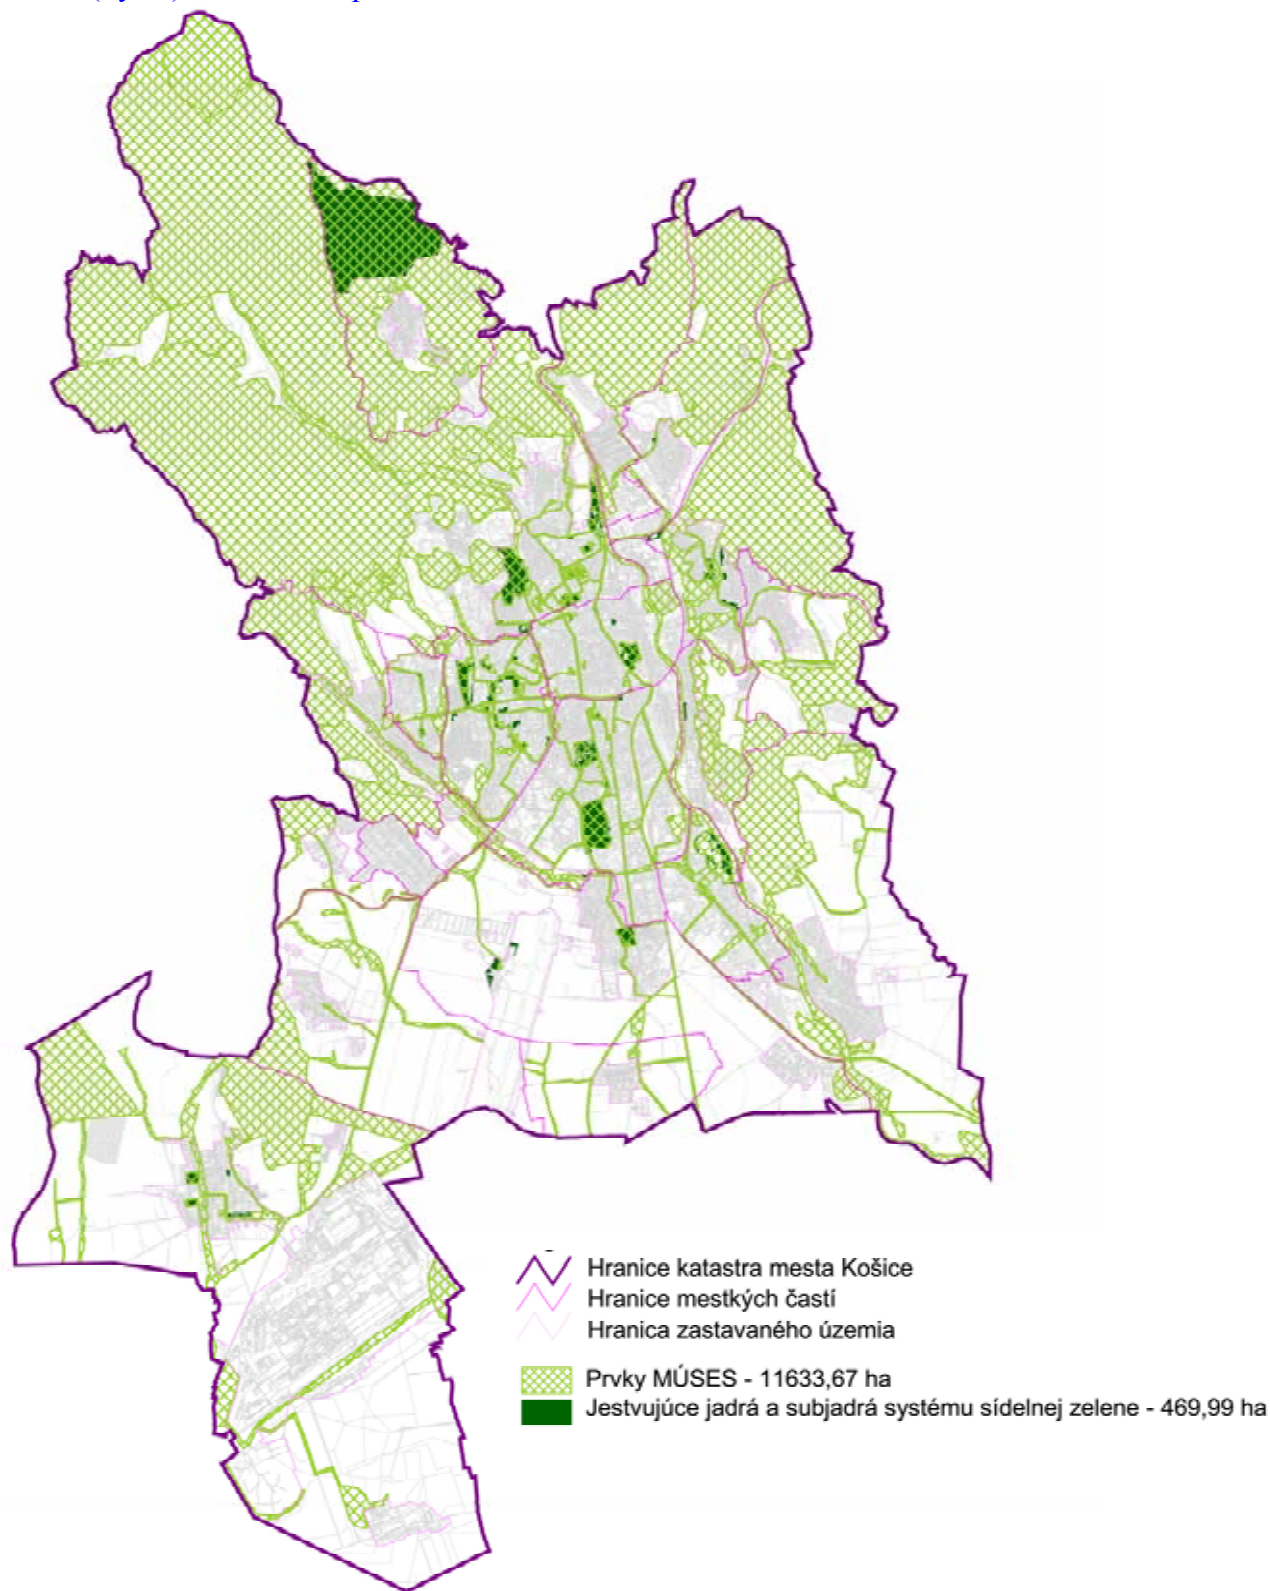 Hranice katastra mesta Košice
Hranice mestkých častí
Hranica zastavaného územia
Prvky MÚSES - 11633,67 ha
Jestvujúce jadrá a subjadrá systému sídelnej zelene - 469,99 ha